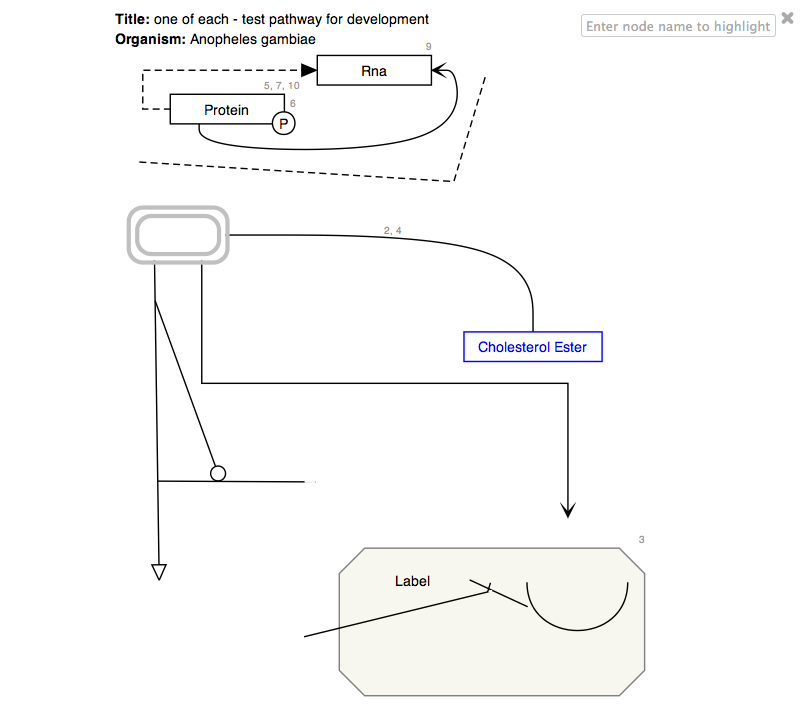 Title: one of each - test pathway for development
Organism: Anopheles gambiae
Enter node name to highlight
9
Rna
5, 7, 10
Protein
6
P
2, 4
Cholesterol Ester
3
Label